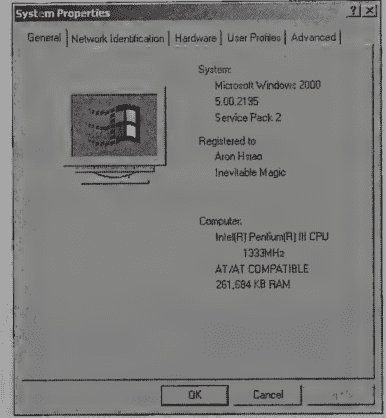 System Properties
General
Network Identification
Hardware
User Profiles
Advanced
System:
Microsoft Windows 2000
5.00.2195
Service Pack 2
Registered to
Aron Hsiao
Inevitable Magic
Computer:
Intel(R) Pentium(R) III CPU
1333MHz
AT/AT COMPATIBLE
261,684 KB RAM
OK
Cancel